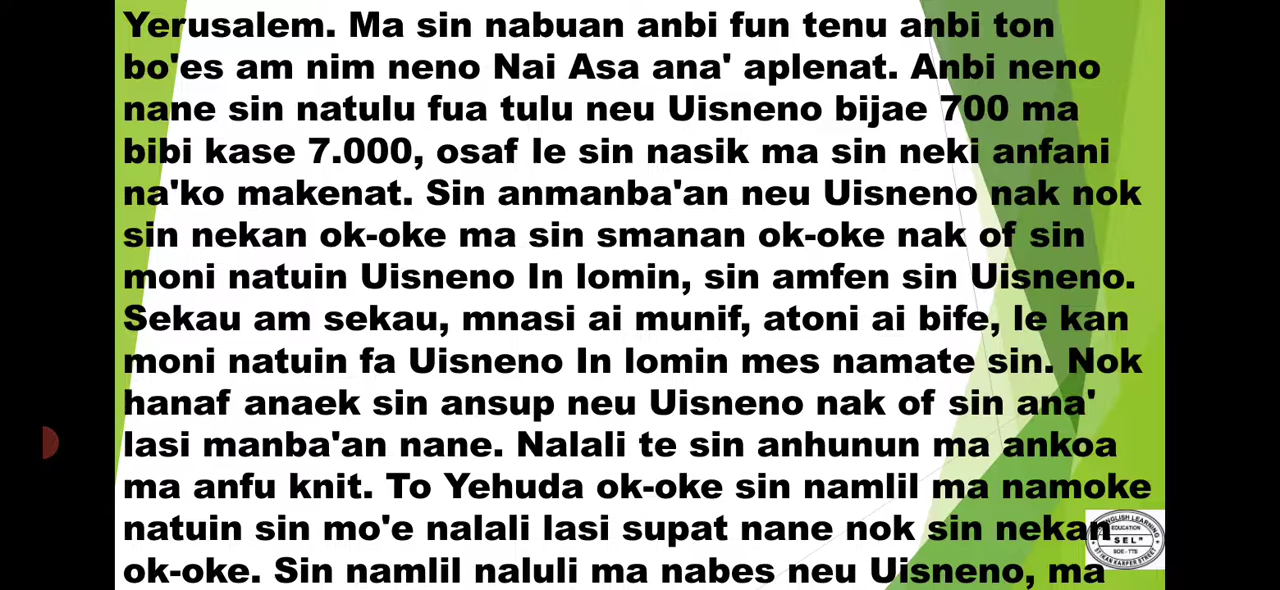 Yerusalem. Ma sin nabuan anbi fun tenu anbi ton
bo'es am nim neno Nai Asa ana' aplenat. Anbi neno
nane sin natulu fua tulu neu Uisneno bijae 700 ma
bibi kase 7.000, osaf le sin nasik ma sin neki anfani
na'ko makenat. Sin anmanba'an neu Uisneno nak nok
sin nekan ok-oke ma sin smanan ok-oke nak of sin
moni natuin Uisneno In lomin, sin amfen sin Uisneno.
Sekau am sekau, mnasi ai munif, atoni ai bife, le kan
moni natuin fa Uisneno In lomin mes namate sin. Nok
hanaf anaek sin ansup neu Uisneno nak of sin ana'
lasi manba'an nane. Nalali te sin anhunun ma ankoa
ma anfu knit. To Yehuda ok-oke sin namlil ma namoke
natuin sin mo'e nalali lasi supat nane nok sin nekan
ok-oke. Sin namlil naluli ma nabes neu Uisneno, ma
ENGLISH LEARNING
EDUCATION
"SEL"
SOE - TTS